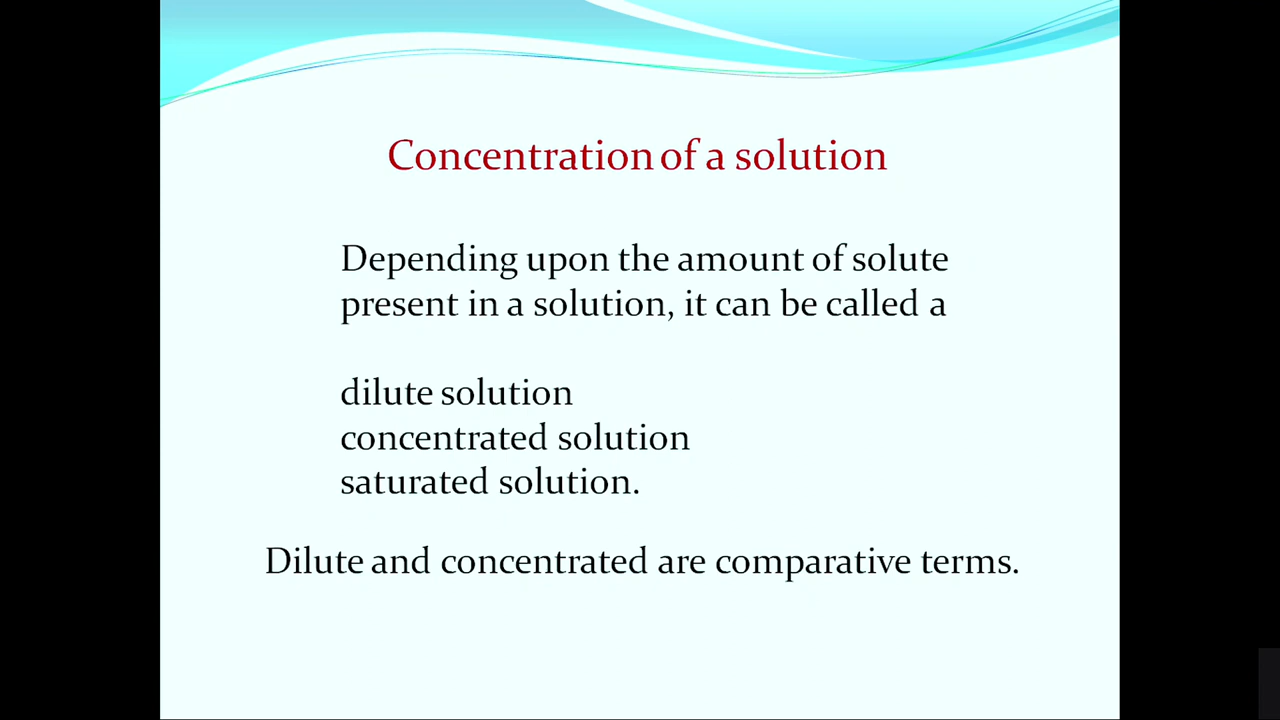 Concentration of a solution
Depending upon the amount of solute
present in a solution, it can be called a
dilute solution
concentrated solution
saturated solution.
Dilute and concentrated are comparative terms.